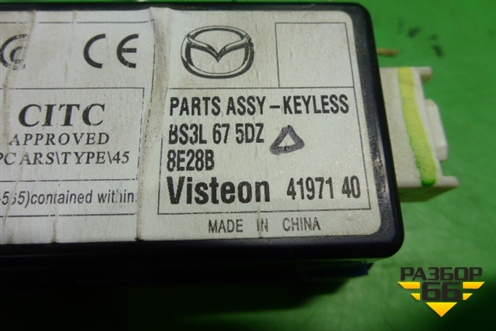 CE
CITC
APPROVED
PC ARS\TYPE\45
contained within
PARTS ASSY-KEYLESS
BS3L 67 5DZ
8E28B
Visteon 41971 40
MADE IN CHINA
РАЗБОР
66